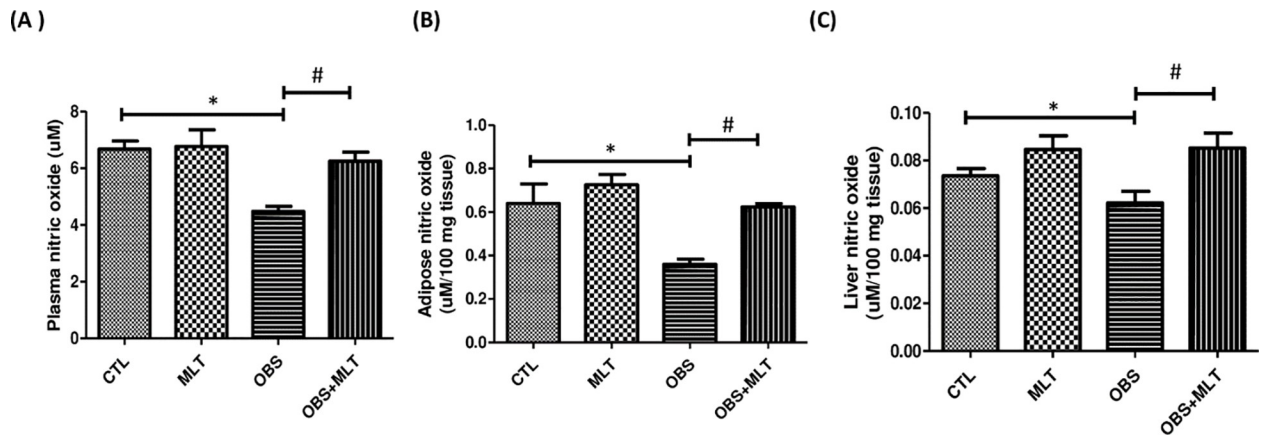 (A )
(B)
(C)
Plasma nitric oxide (uM)
8
6
4
2
0
*
#
CTL
MLT
OBS
OBS+MLT
Adipose nitric oxide
(uM/100 mg tissue)
1.0
0.8
0.6
0.4
0.2
0.0
*
#
CTL
MLT
OBS
OBS+MLT
Liver nitric oxide
(uM/100 mg tissue)
0.10
0.08
0.06
0.04
0.02
0.00
*
#
CTL
MLT
OBS
OBS+MLT